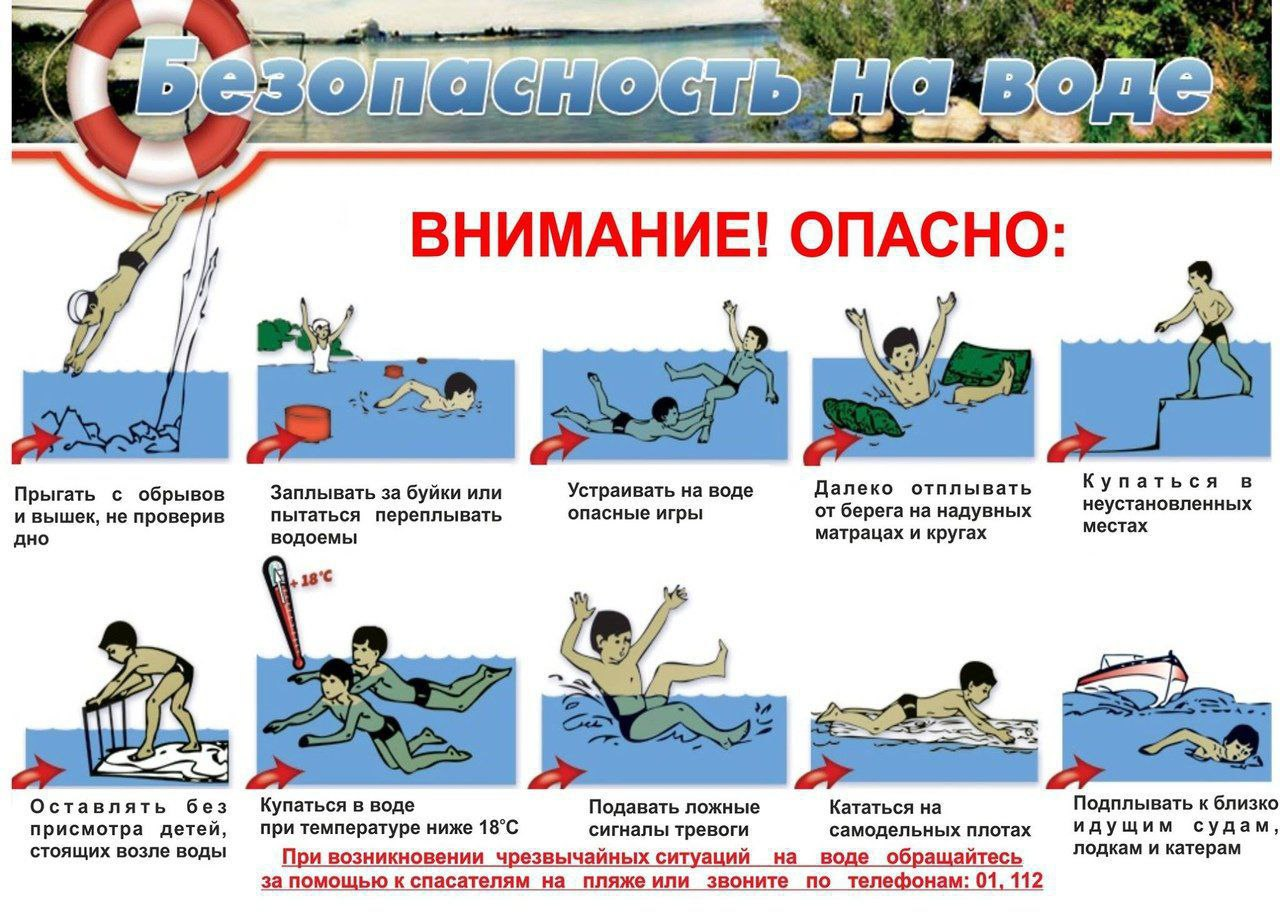 Безопасность на воде
ВНИМАНИЕ! ОПАСНО:
Прыгать с обрывов
и вышек, не проверив
дно
Заплывать за буйки или
пытаться переплывать
водоемы
Устраивать на воде
опасные игры
Далеко отплывать
от берега на надувных
матрацах и кругах
Купаться в
неустановленных
местах
+ 18°С
Оставлять без
присмотра детей,
стоящих возле воды
Купаться в воде
при температуре ниже 18°С
Подавать ложные
сигналы тревоги
Кататься на
самодельных плотах
Подплывать к близко
идущим судам,
лодкам и катерам
При возникновении чрезвычайных ситуаций на воде обращайтесь
за помощью к спасателям на пляже или звоните по телефонам: 01, 112